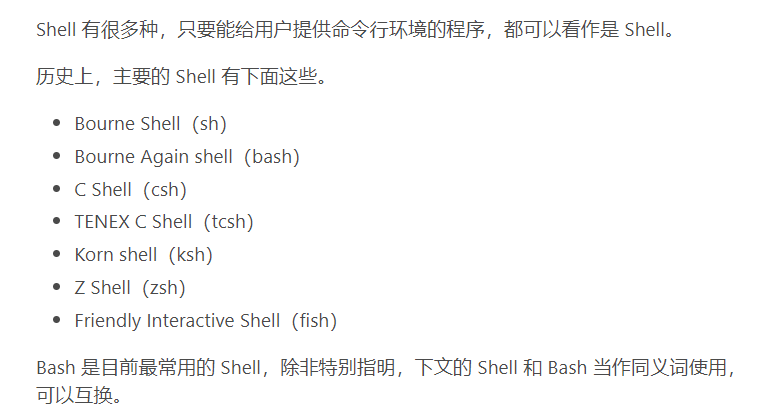 Shell 有很多种，只要能给用户提供命令行环境的程序，都可以看作是 Shell。
历史上，主要的 Shell 有下面这些。
• Bourne Shell（sh）
• Bourne Again shell（bash）
• C Shell（csh）
• TENEX C Shell（tcsh）
• Korn shell（ksh）
• Z Shell（zsh）
• Friendly Interactive Shell（fish）
Bash 是目前最常用的 Shell，除非特别指明，下文的 Shell 和 Bash 当作同义词使用，
可以互换。